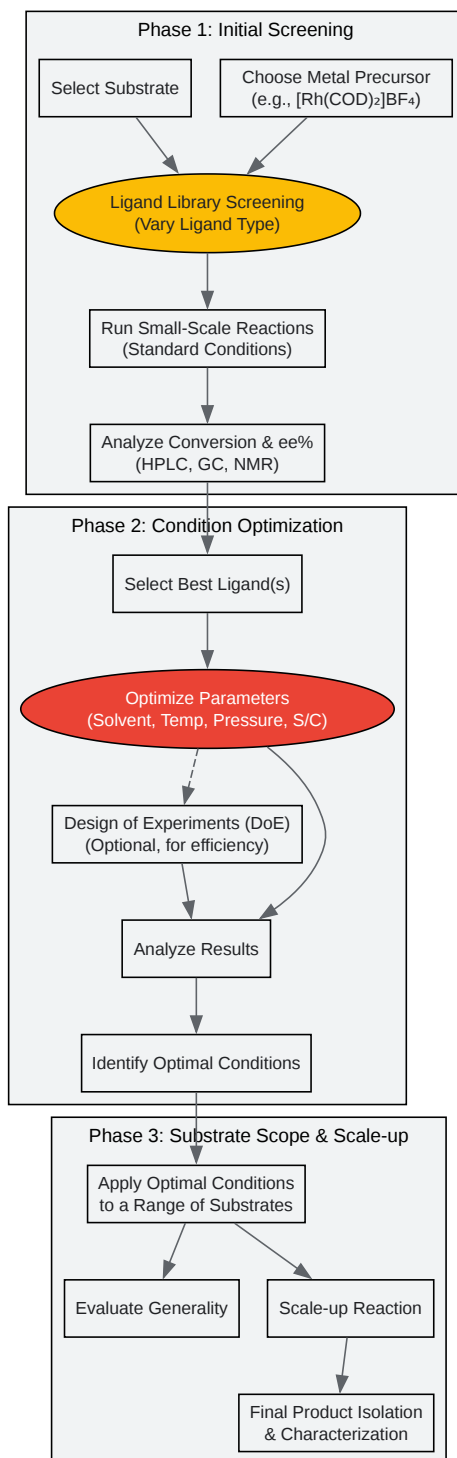 Phase 1: Initial Screening
Select Substrate
Choose Metal Precursor
(e.g., [Rh(COD)₂]BF₄)
Ligand Library Screening
(Vary Ligand Type)
Run Small-Scale Reactions
(Standard Conditions)
Analyze Conversion & ee%
(HPLC, GC, NMR)
Phase 2: Condition Optimization
Select Best Ligand(s)
Optimize Parameters
(Solvent, Temp, Pressure, S/C)
Design of Experiments (DoE)
(Optional, for efficiency)
Analyze Results
Identify Optimal Conditions
Phase 3: Substrate Scope & Scale-up
Apply Optimal Conditions
to a Range of Substrates
Evaluate Generality
Scale-up Reaction
Final Product Isolation
& Characterization